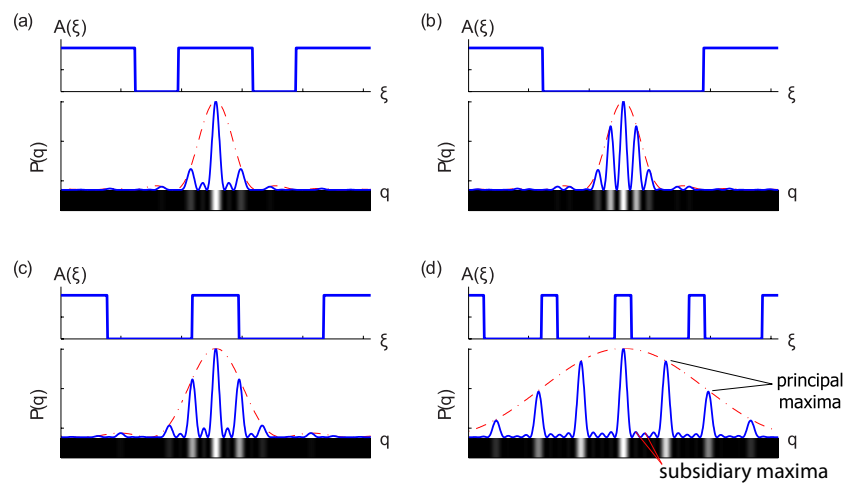 (a)
A(ξ)
ξ
P(q)
q
(b)
A(ξ)
ξ
P(q)
q
(c)
A(ξ)
ξ
P(q)
q
(d)
A(ξ)
ξ
P(q)
principal
maxima
q
subsidiary maxima